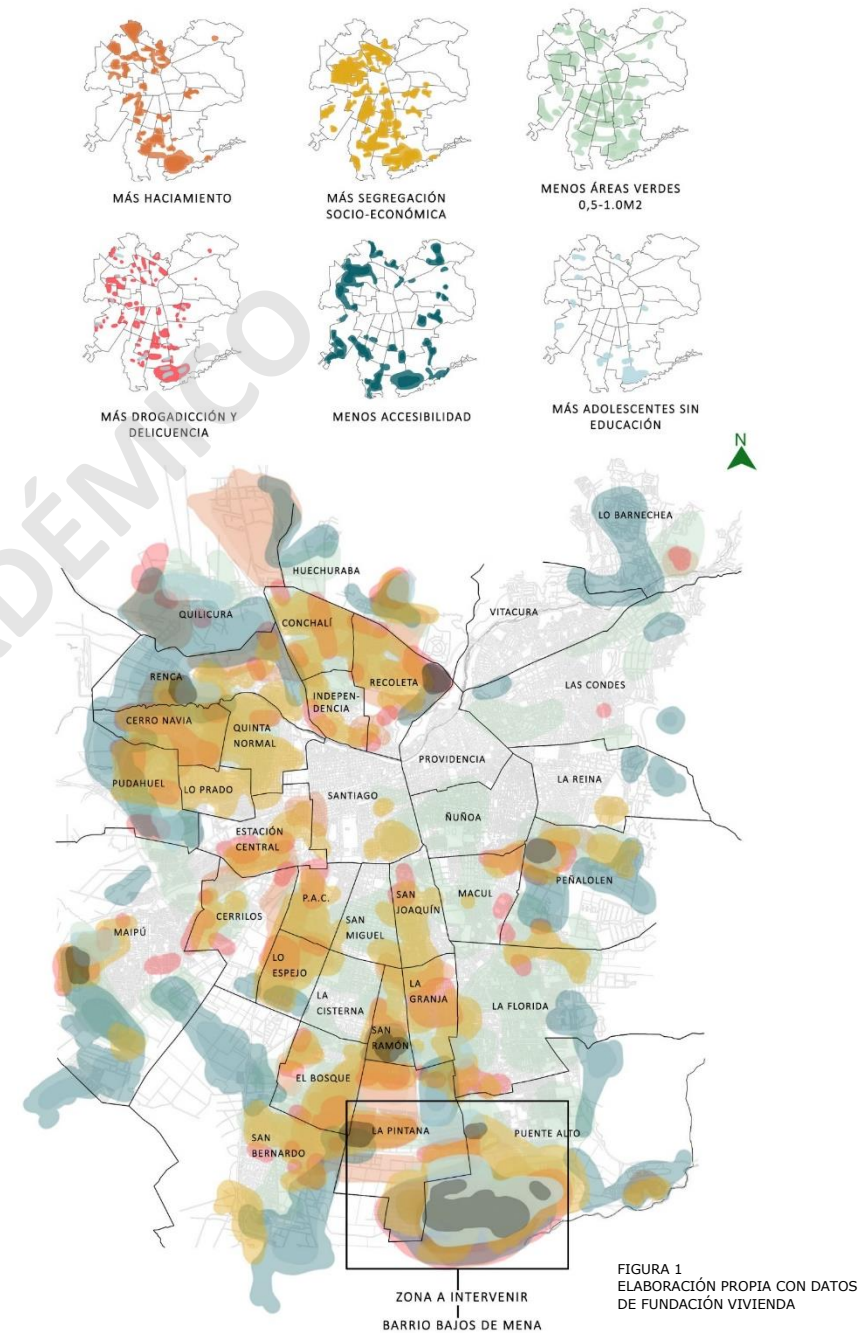 MÁS HACIAMIENTO
MÁS SEGREGACIÓN
SOCIO-ECONÓMICA
MENOS ÁREAS VERDES
0,5-1.0M2
MÁS DROGADICCIÓN Y
DELICUENCIA
MENOS ACCESIBILIDAD
MÁS ADOLESCENTES SIN
EDUCACIÓN
ADÉMICO
N
LO BARNECHEA
HUECHURABA
QUILICURA
CONCHALÍ
VITACURA
RENCA
RECOLETA
LAS CONDES
INDEPEN-
DENCIA
CERRO NAVIA
QUINTA
NORMAL
PROVIDENCIA
PUDAHUEL
LO PRADO
SANTIAGO
LA REINA
ÑUÑOA
ESTACIÓN
CENTRAL
PEÑALOLEN
P.A.C.
SAN
JOAQUÍN
MACUL
CERRILOS
SAN
MIGUEL
MAIPÚ
LO
ESPEJO
LA
GRANJA
LA
CISTERNA
LA FLORIDA
SAN
RAMÓN
EL BOSQUE
LA PINTANA
PUENTE ALTO
SAN
BERNARDO
ZONA A INTERVENIR
BARRIO BAJOS DE MENA
FIGURA 1
ELABORACIÓN PROPIA CON DATOS
DE FUNDACIÓN VIVIENDA